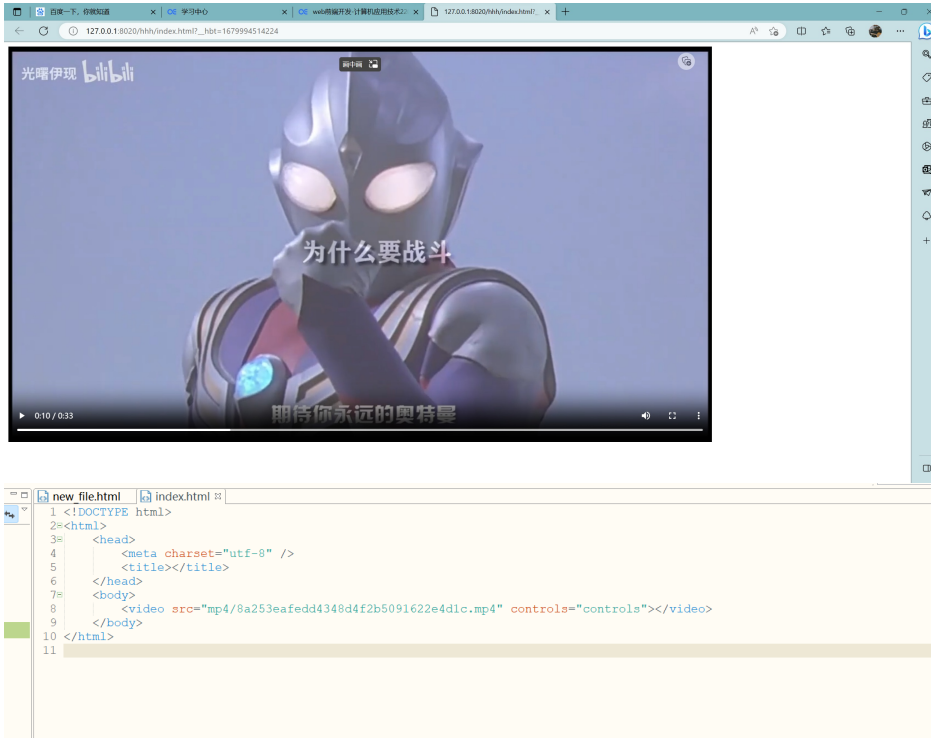 百度一下，你就知道
学习中心
web前端开发-计算机应用技术22
127.0.0.1:8020/hhh/index.html?_
127.0.0.1:8020/hhh/index.html?__hbt=1679994514224
光曙伊现 bilibili
画中画
为什么要战斗
期待你永远的奥特曼
0:10 / 0:33
new_file.html
index.html
1 <!DOCTYPE html>
2 <html>
3 <head>
4 <meta charset="utf-8" />
5 <title></title>
6 </head>
7 <body>
8 <video src="mp4/8a253eafedd4348d4f2b5091622e4d1c.mp4" controls="controls"></video>
9 </body>
10 </html>
11